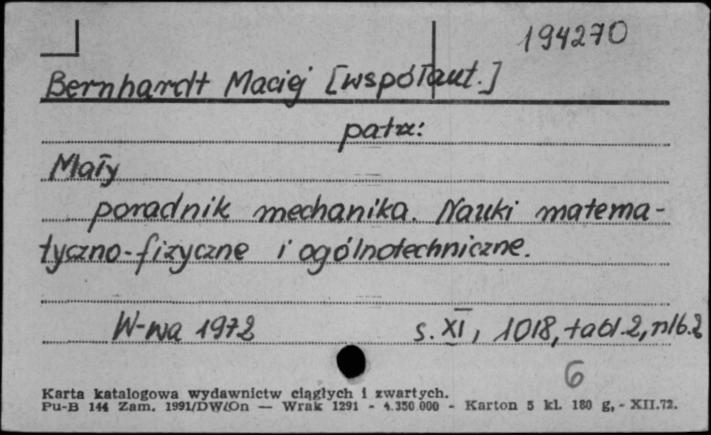 194270
Bernhardt Maciej [współaut.]
patrz:
Mały
poradnik mechanika. Nauki matema-
tyczno-fizyczne i ogólnotechniczne.
W-wa 1972 s. XI, 1018, tabl. 2, nlb. 2
6
Karta katalogowa wydawnictw ciągłych i zwartych.
Pu-B 144 Zam. 1991/DW/On — Wrak 1291 - 4.350.000 - Karton 5 kl. 180 g, - XII.72.